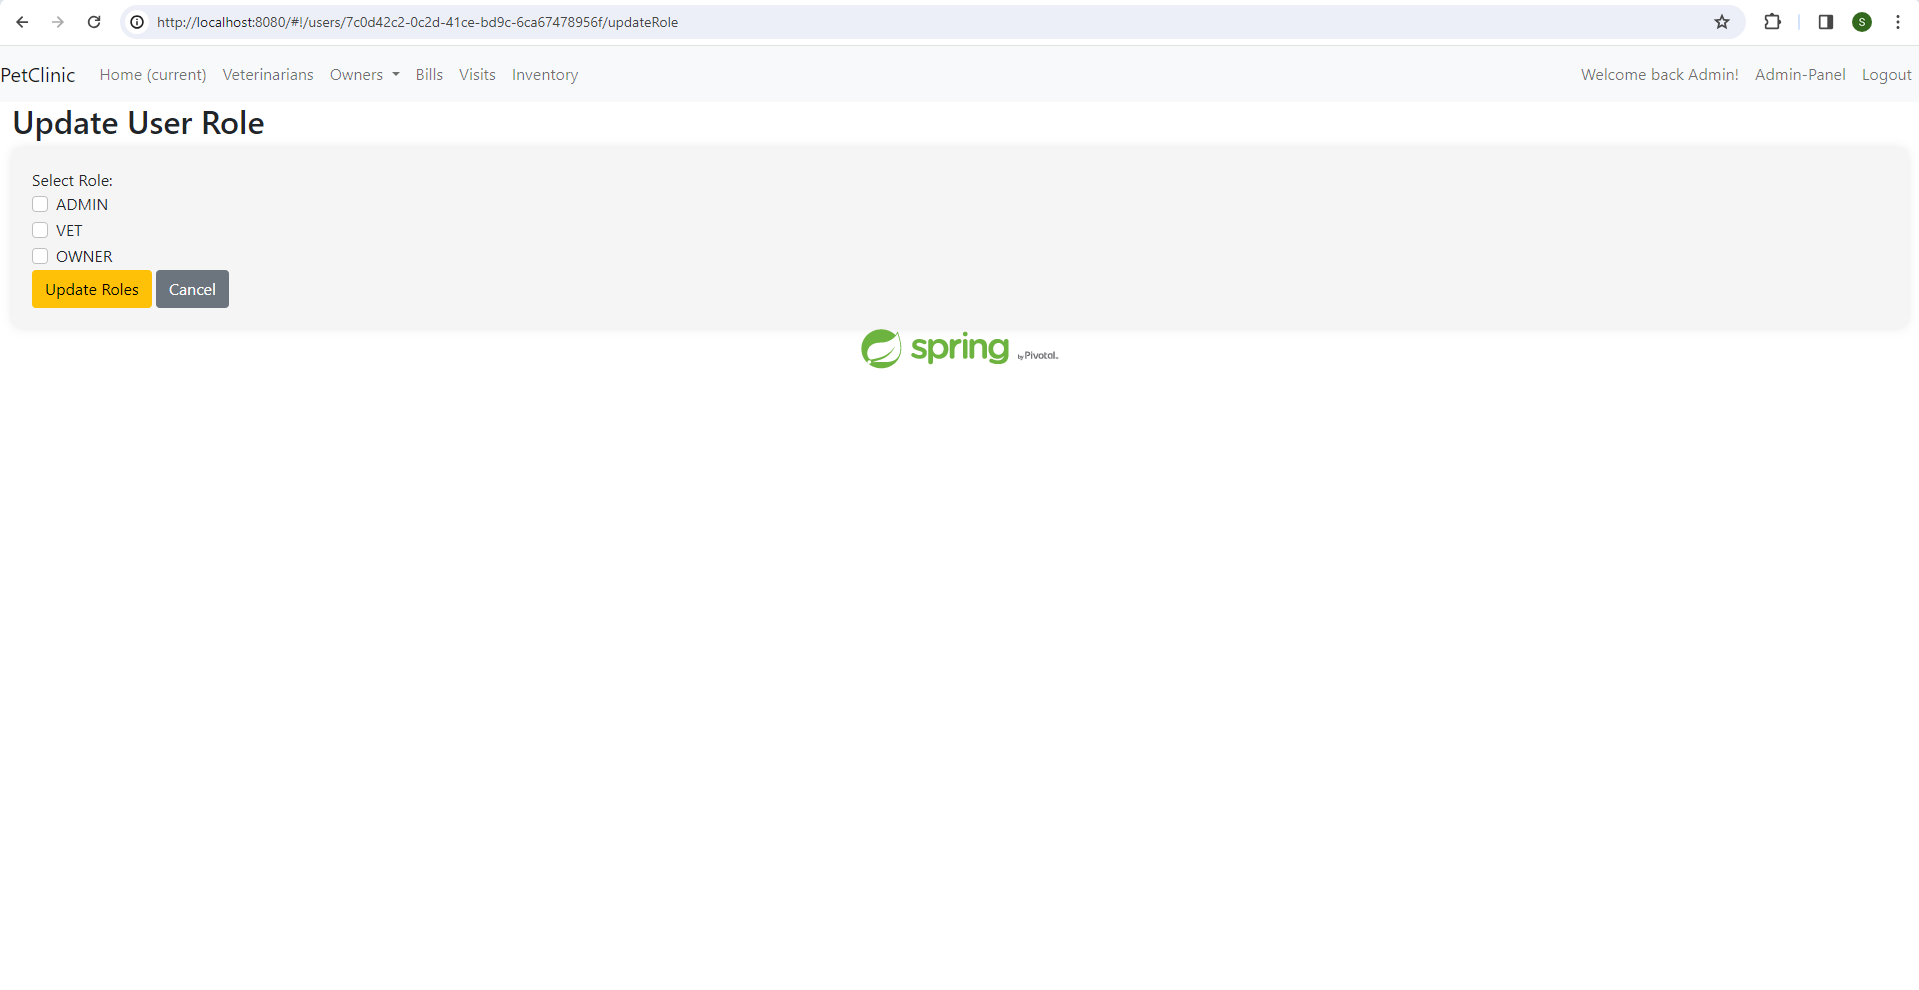 http://localhost:8080/#!/users/7c0d42c2-0c2d-41ce-bd9c-6ca67478956f/updateRole
S
PetClinic Home (current) Veterinarians Owners Bills Visits Inventory Welcome back Admin! Admin-Panel Logout
Update User Role
Select Role:
ADMIN
VET
OWNER
Update Roles Cancel
spring by Pivotal™